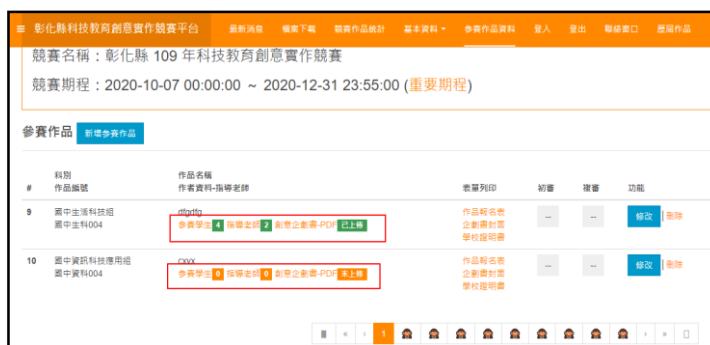 ≡ 彰化縣科技教育創意實作競賽平台 最新消息 檔案下載 競賽作品統計 基本資料 參賽作品資料 登入 登出 聯絡窗口 歷屆作品
競賽名稱：彰化縣 109 年科技教育創意實作競賽
競賽期程：2020-10-07 00:00:00 ~ 2020-12-31 23:55:00 (重要期程)
參賽作品 新增參賽作品
科別 作品名稱
# 作品編號 作者資料-指導老師 表單列印 初審 複審 功能
9 國中生活科技組 dfgdfg 作品報名表 -- -- 修改 | 刪除
國中生科004 參賽學生 4 指導老師 2 創意企劃書-PDF 已上傳 企劃書封面
學校證明書
10 國中資訊科技應用組 cxvx 作品報名表 -- -- 修改 | 刪除
國中資科004 參賽學生 0 指導老師 0 創意企劃書-PDF 未上傳 企劃書封面
學校證明書
« ‹ 1 › »